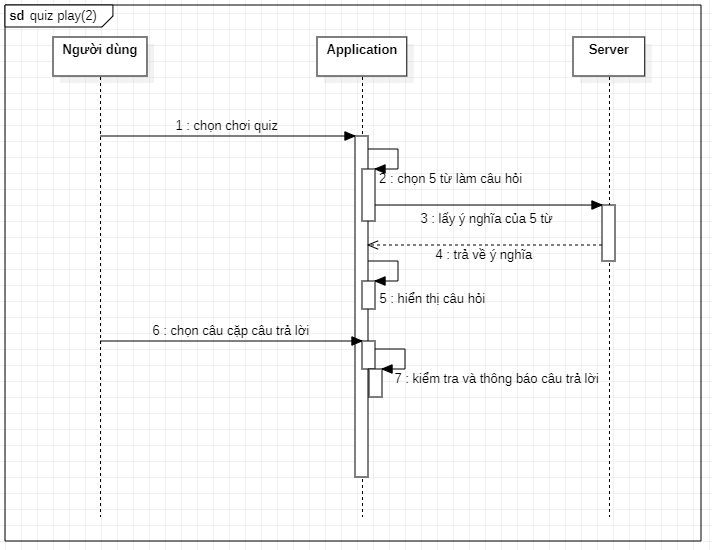 sd quiz play(2)
Người dùng
Application
Server
1 : chọn chơi quiz
2 : chọn 5 từ làm câu hỏi
3 : lấy ý nghĩa của 5 từ
4 : trả về ý nghĩa
5 : hiển thị câu hỏi
6 : chọn câu cặp câu trả lời
7 : kiểm tra và thông báo câu trả lời